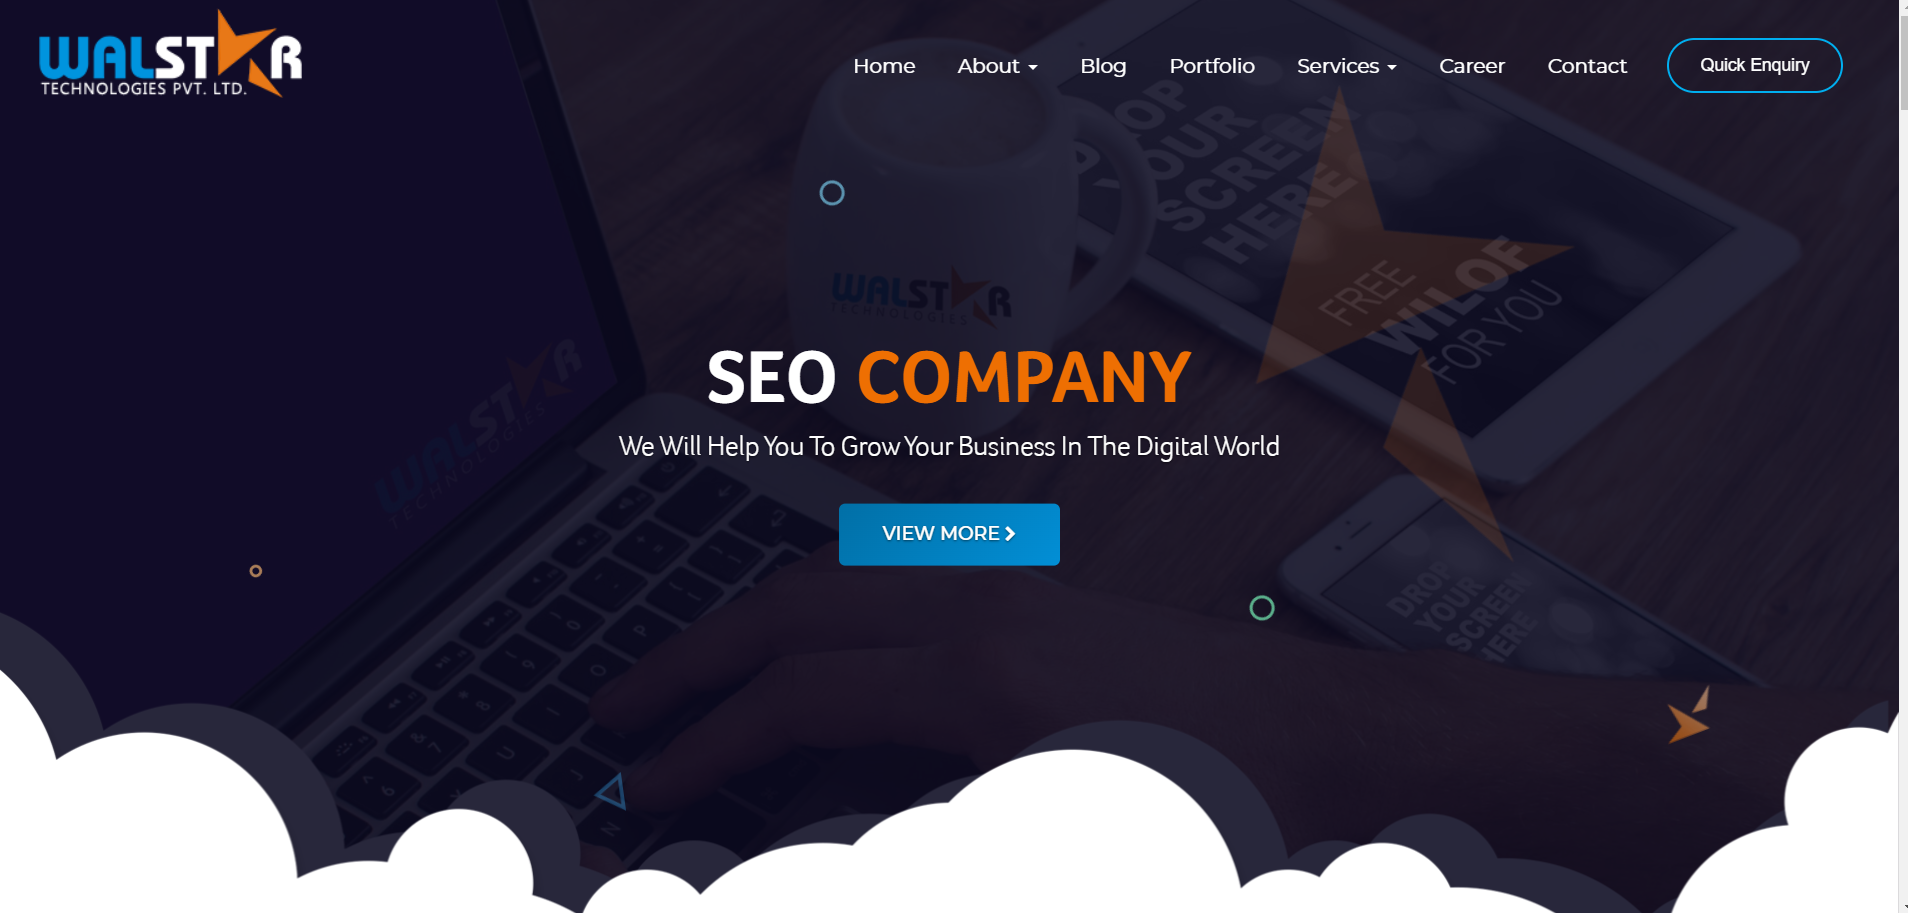 WALSTAR
TECHNOLOGIES PVT. LTD.
Home
About
Blog
Portfolio
Services
Career
Contact
Quick Enquiry
DROP
YOUR
SCREEN
HERE
FREE
WILOF
FOR YOU
WALSTAR
TECHNOLOGIES
SEO COMPANY
We Will Help You To Grow Your Business In The Digital World
VIEW MORE
WALSTAR
TECHNOLOGIES
DROP
YOUR
SCREEN
HERE